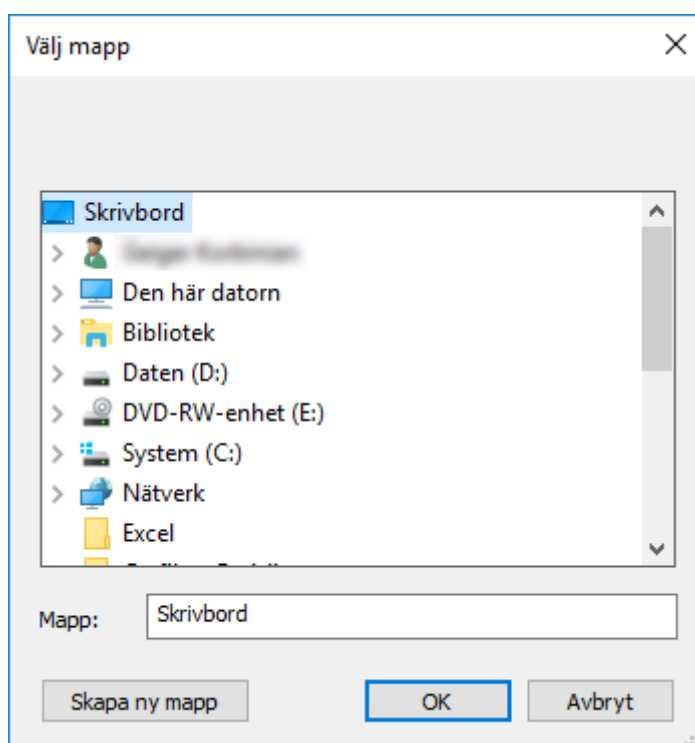 Välj mapp
Skrivbord
Den här datorn
Bibliotek
Daten (D:)
DVD-RW-enhet (E:)
System (C:)
Nätverk
Excel
Mapp:
Skrivbord
Skapa ny mapp
OK
Avbryt